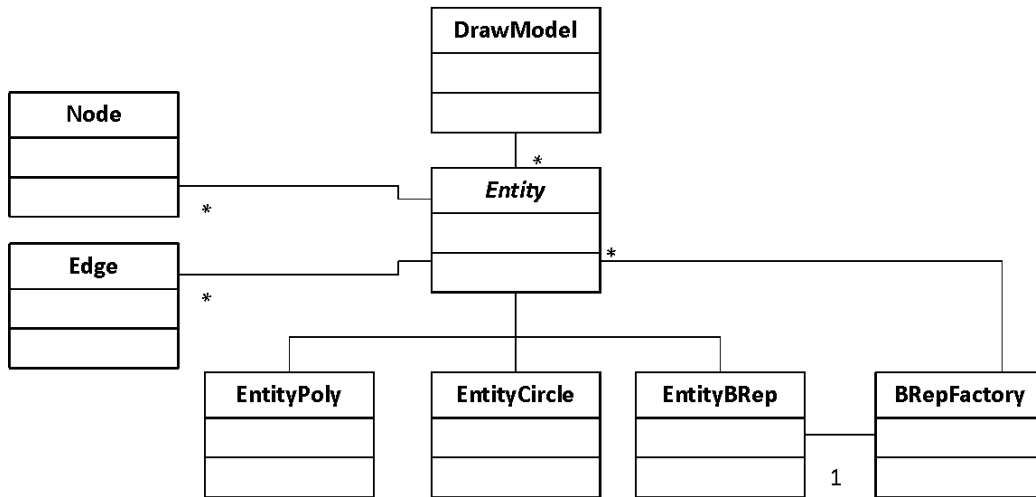 DrawModel
Node
*
Entity
*
Edge
*
*
EntityPoly
EntityCircle
EntityBRep
BRepFactory
1